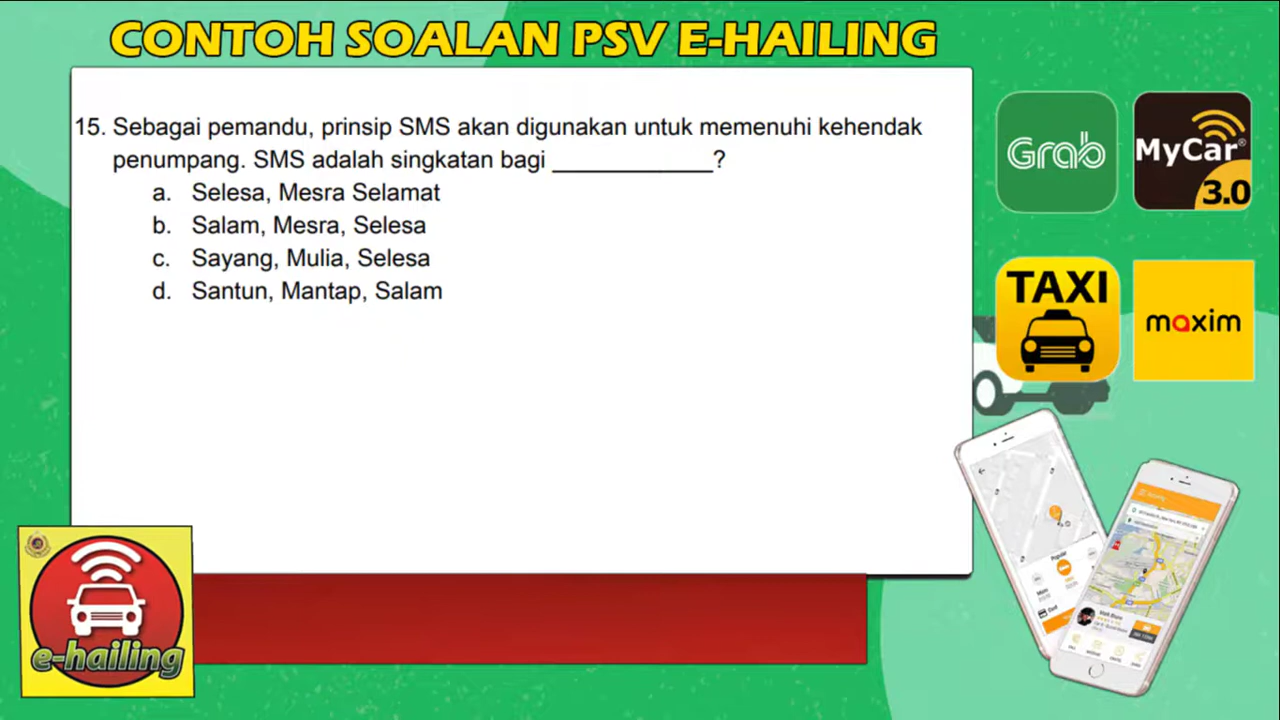 CONTOH SOALAN PSV E-HAILING
15. Sebagai pemandu, prinsip SMS akan digunakan untuk memenuhi kehendak
penumpang. SMS adalah singkatan bagi ____________?
a. Selesa, Mesra Selamat
b. Salam, Mesra, Selesa
c. Sayang, Mulia, Selesa
d. Santun, Mantap, Salam
Grab
MyCar®
3.0
TAXI
maxim
e-hailing
Popular